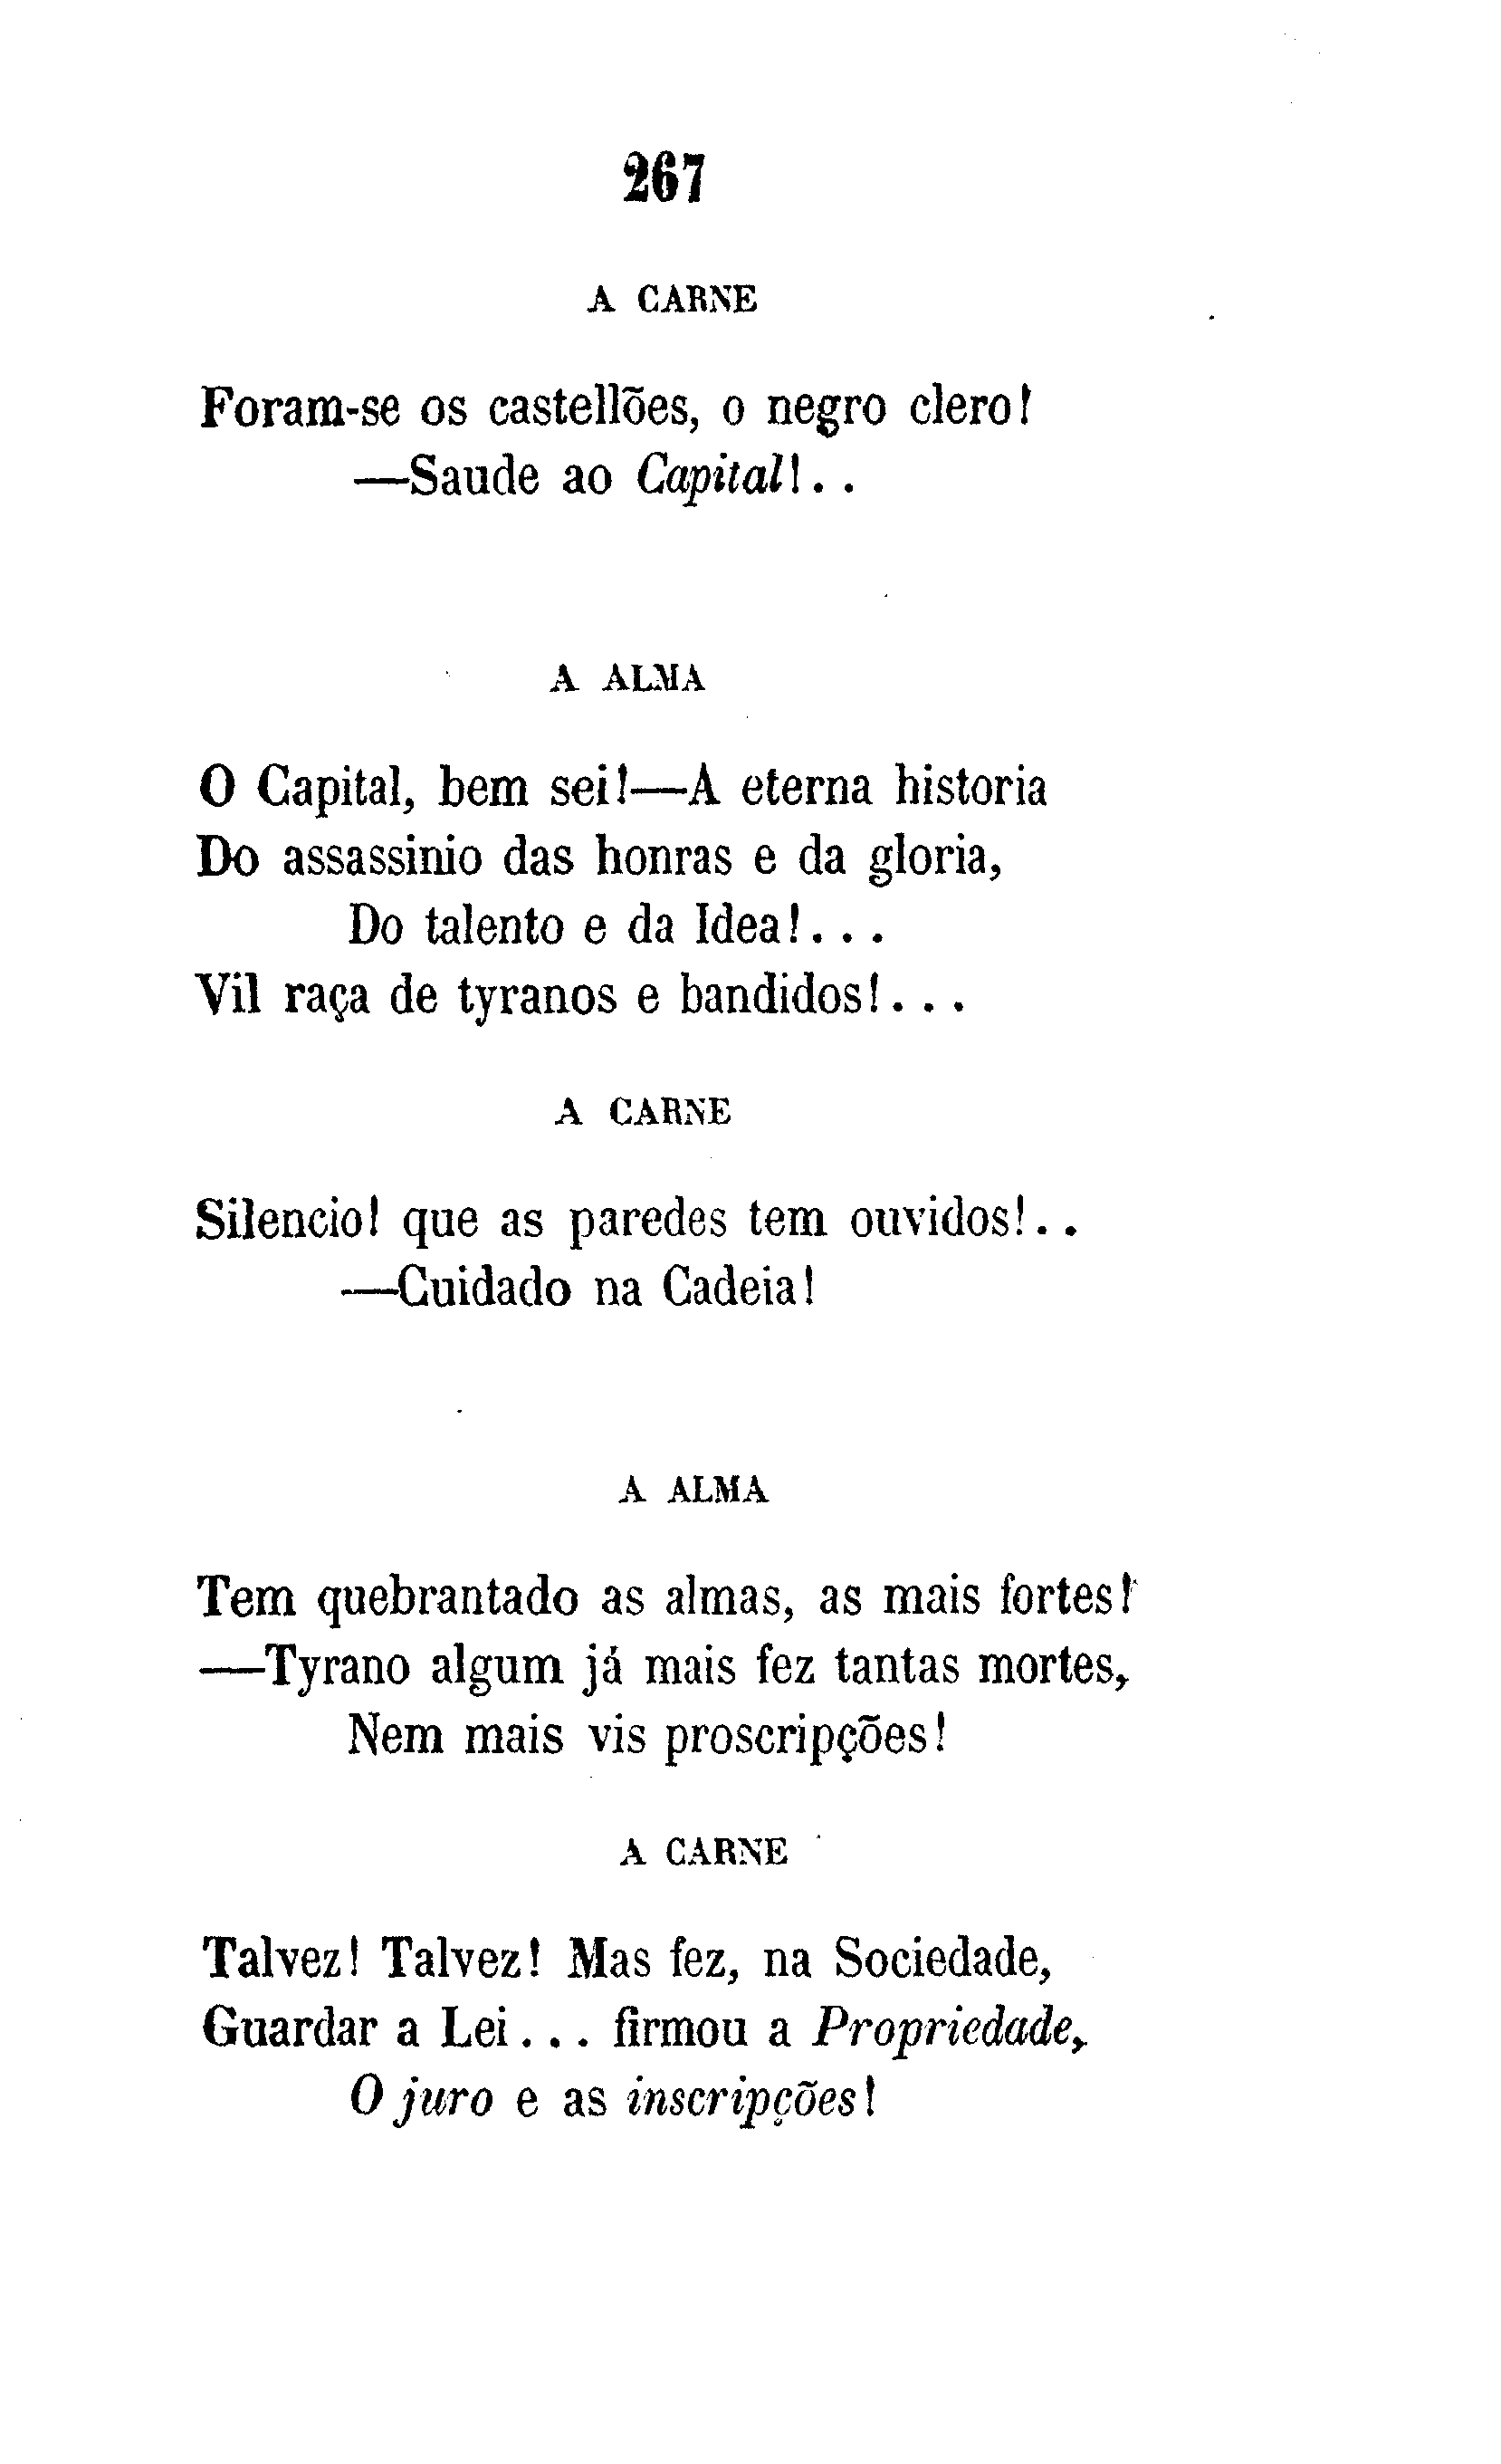 267
A CARNE
Foram-se os castellões, o negro clero!
—Saude ao Capital!..
A ALMA
O Capital, bem sei!—A eterna historia
Do assassinio das honras e da gloria,
Do talento e da Idea!...
Vil raça de tyranos e bandidos!...
A CARNE
Silencio! que as paredes tem ouvidos!..
—Cuidado na Cadeia!
A ALMA
Tem quebrantado as almas, as mais fortes!
—Tyrano algum já mais fez tantas mortes,
Nem mais vis proscripções!
A CARNE
Talvez! Talvez! Mas fez, na Sociedade,
Guardar a Lei... firmou a Propriedade,
O juro e as inscripções!